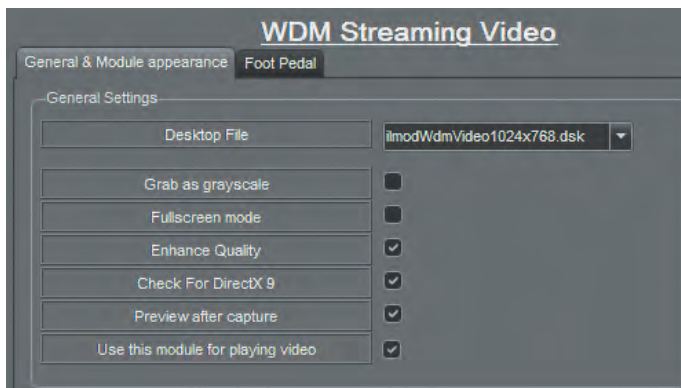 WDM Streaming Video
General & Module appearance Foot Pedal
General Settings
Desktop File ilmodWdmVideo1024x768.dsk
Grab as grayscale
Fullscreen mode
Enhance Quality
Check For DirectX 9
Preview after capture
Use this module for playing video